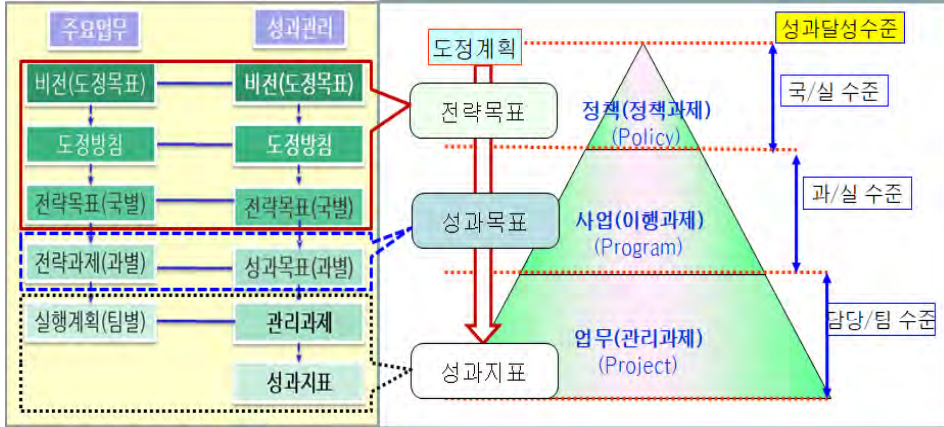 주요업무
성과관리
비전(도정목표)
비전(도정목표)
도정방침
도정방침
전략목표(국별)
전략목표(국별)
전략과제(과별)
성과목표(과별)
실행계획(팀별)
관리과제
성과지표
도정계획
전략목표
성과목표
성과지표
정책(정책과제)
(Policy)
사업(이행과제)
(Program)
업무(관리과제)
(Project)
성과달성수준
국/실 수준
과/실 수준
담당/팀 수준